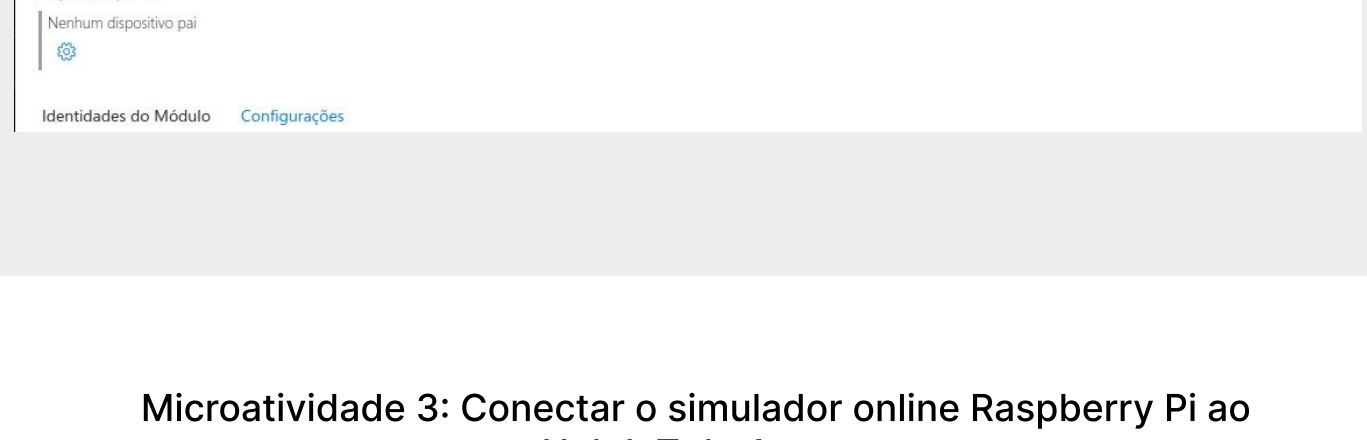 Nenhum dispositivo pai
Identidades do Módulo Configurações
Microatividade 3: Conectar o simulador online Raspberry Pi ao